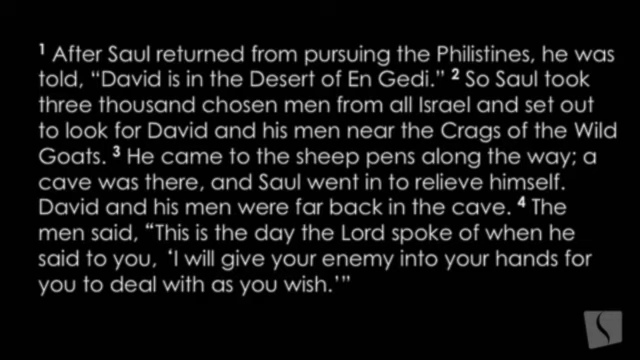 1 After Saul returned from pursuing the Philistines, he was
told, “David is in the Desert of En Gedi.” 2 So Saul took
three thousand chosen men from all Israel and set out
to look for David and his men near the Crags of the Wild
Goats. 3 He came to the sheep pens along the way; a
cave was there, and Saul went in to relieve himself.
David and his men were far back in the cave. 4 The
men said, “This is the day the Lord spoke of when he
said to you, ‘I will give your enemy into your hands for
you to deal with as you wish.’”